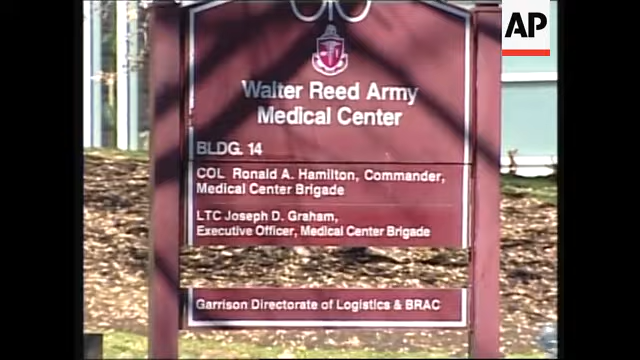 AP
Walter Reed Army
Medical Center
BLDG. 14
COL Ronald A. Hamilton, Commander,
Medical Center Brigade
LTC Joseph D. Graham,
Executive Officer, Medical Center Brigade
Garrison Directorate of Logistics & BRAC